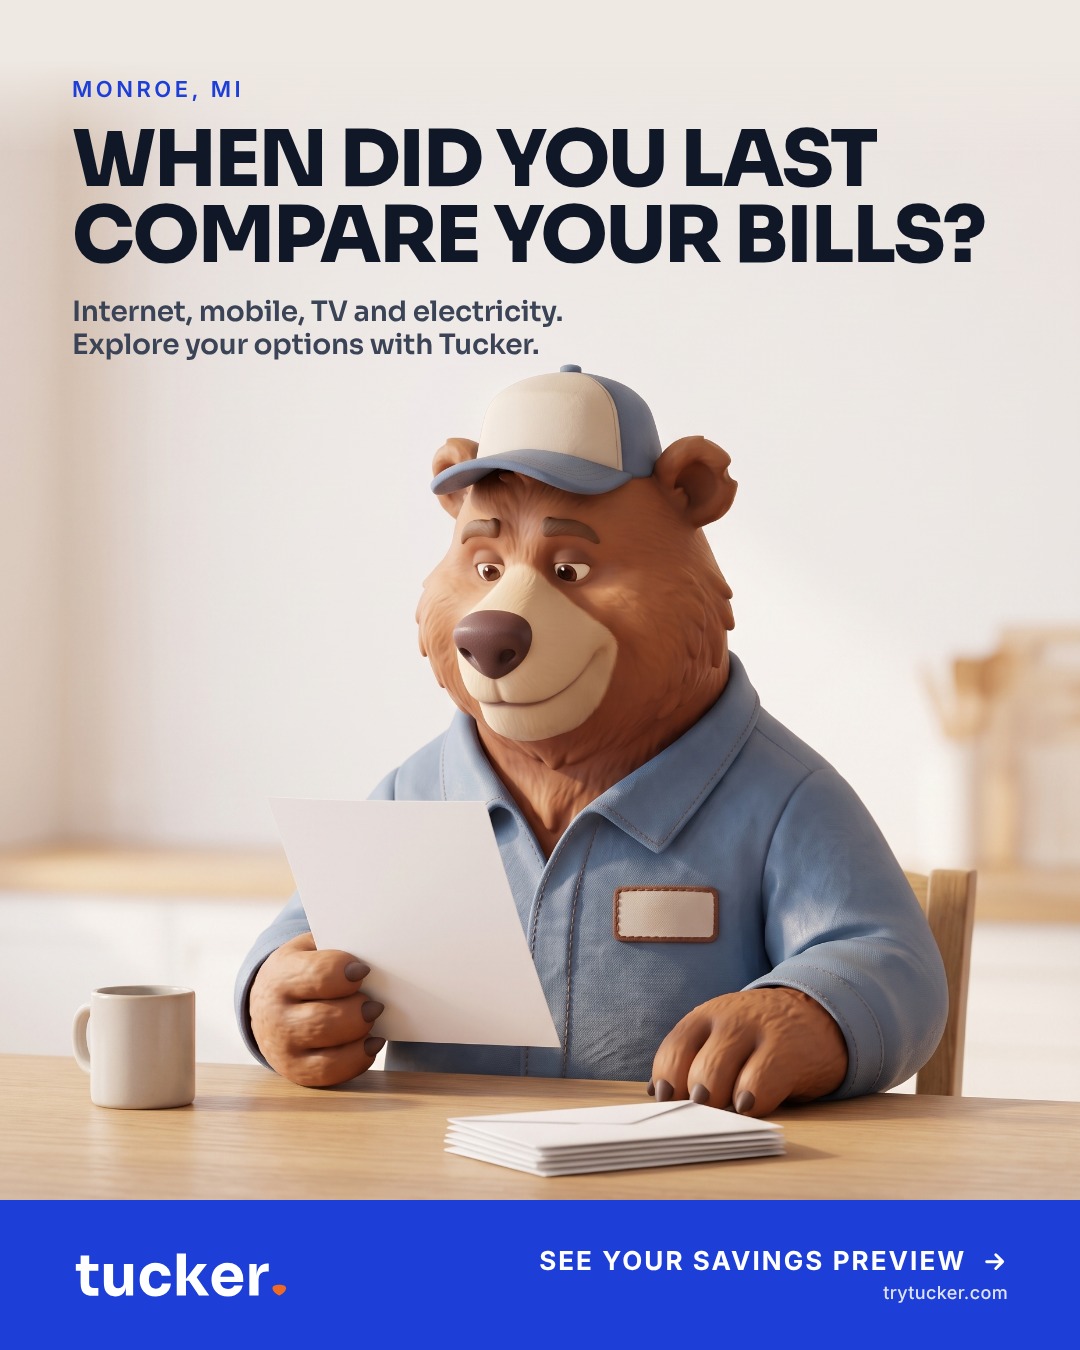 MONROE, MI
WHEN DID YOU LAST
COMPARE YOUR BILLS?
Internet, mobile, TV and electricity.
Explore your options with Tucker.
tucker.
SEE YOUR SAVINGS PREVIEW →
trytucker.com